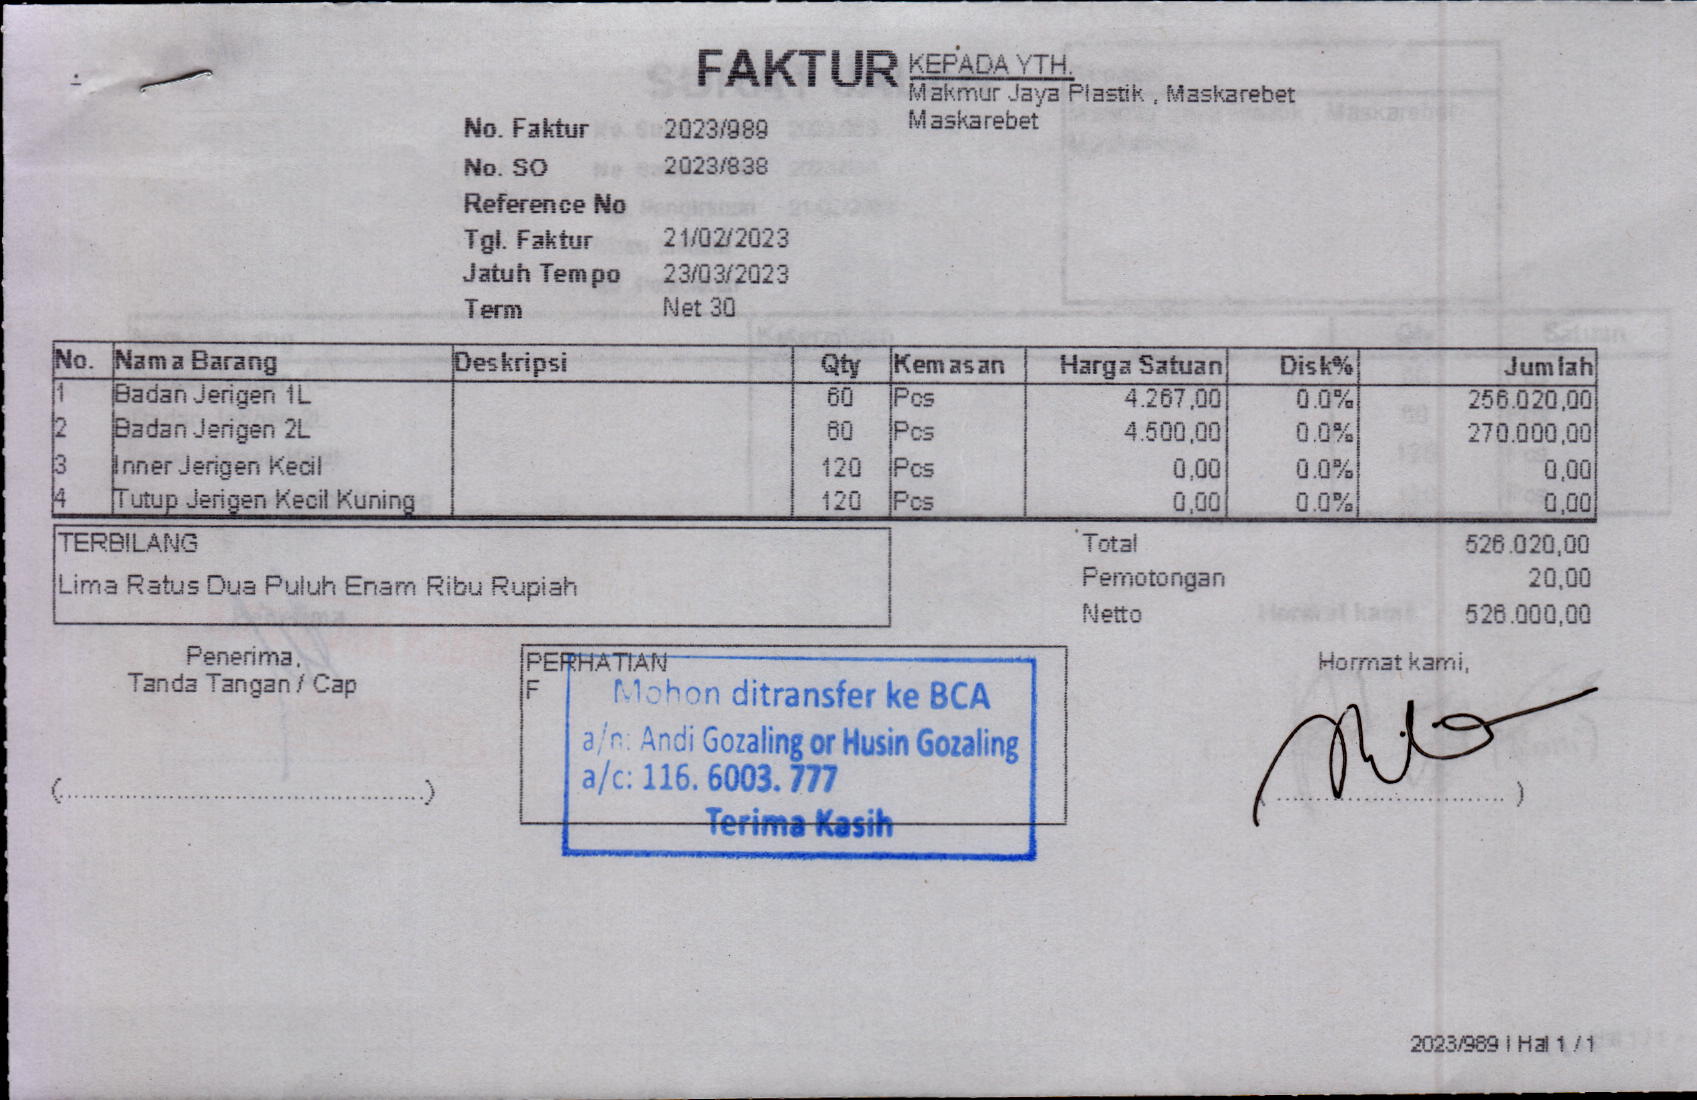 FAKTUR
KEPADA YTH.
Makmur Jaya Plastik , Maskarebet
Maskarebet
No. Faktur 2023/989
No. SO 2023/838
Reference No
Tgl. Faktur 21/02/2023
Jatuh Tempo 23/03/2023
Term Net 30
No. Nama Barang Deskripsi Qty Kemasan Harga Satuan Disk% Jumlah
1 Badan Jerigen 1L 60 Pcs 4.267,00 0.0% 256.020,00
2 Badan Jerigen 2L 60 Pcs 4.500,00 0.0% 270.000,00
3 Inner Jerigen Kecil 120 Pcs 0,00 0.0% 0,00
4 Tutup Jerigen Kecil Kuning 120 Pcs 0,00 0.0% 0,00
TERBILANG
Lima Ratus Dua Puluh Enam Ribu Rupiah
Total 526.020,00
Pemotongan 20,00
Netto 526.000,00
Penerima,
Tanda Tangan / Cap
(........................................)
PERHATIAN
F
Mohon ditransfer ke BCA
a/n: Andi Gozaling or Husin Gozaling
a/c: 116. 6003. 777
Terima Kasih
Hormat kami,
( ............................ )
2023/989 | Hal 1 / 1